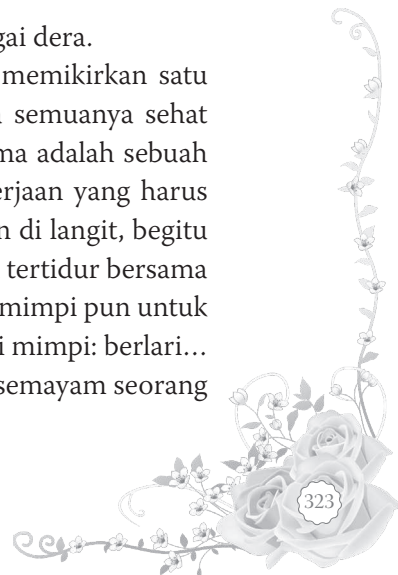 gai dera.
memikirkan satu
semuanya sehat
ma adalah sebuah
erjaan yang harus
n di langit, begitu
tertidur bersama
mimpi pun untuk
i mimpi: berlari…
semayam seorang
323